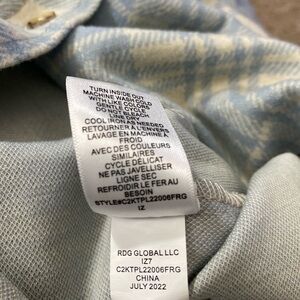 TURN INSIDE OUT
MACHINE WASH COLD
WITH LIKE COLORS
GENTLE CYCLE
DO NOT BLEACH
LINE DRY
COOL IRON AS NEEDED
RETOURNER À L'ENVERS
LAVAGE EN MACHINE À
FROID
AVEC DES COULEURS
SIMILAIRES
CYCLE DÉLICAT
NE PAS JAVELLISER
LIGNE SEC
REFROIDIR LE FER AU
BESOIN
STYLE#C2KTPL22006FRG
IZ
RDG GLOBAL LLC
IZ7
C2KTPL22006FRG
CHINA
JULY 2022